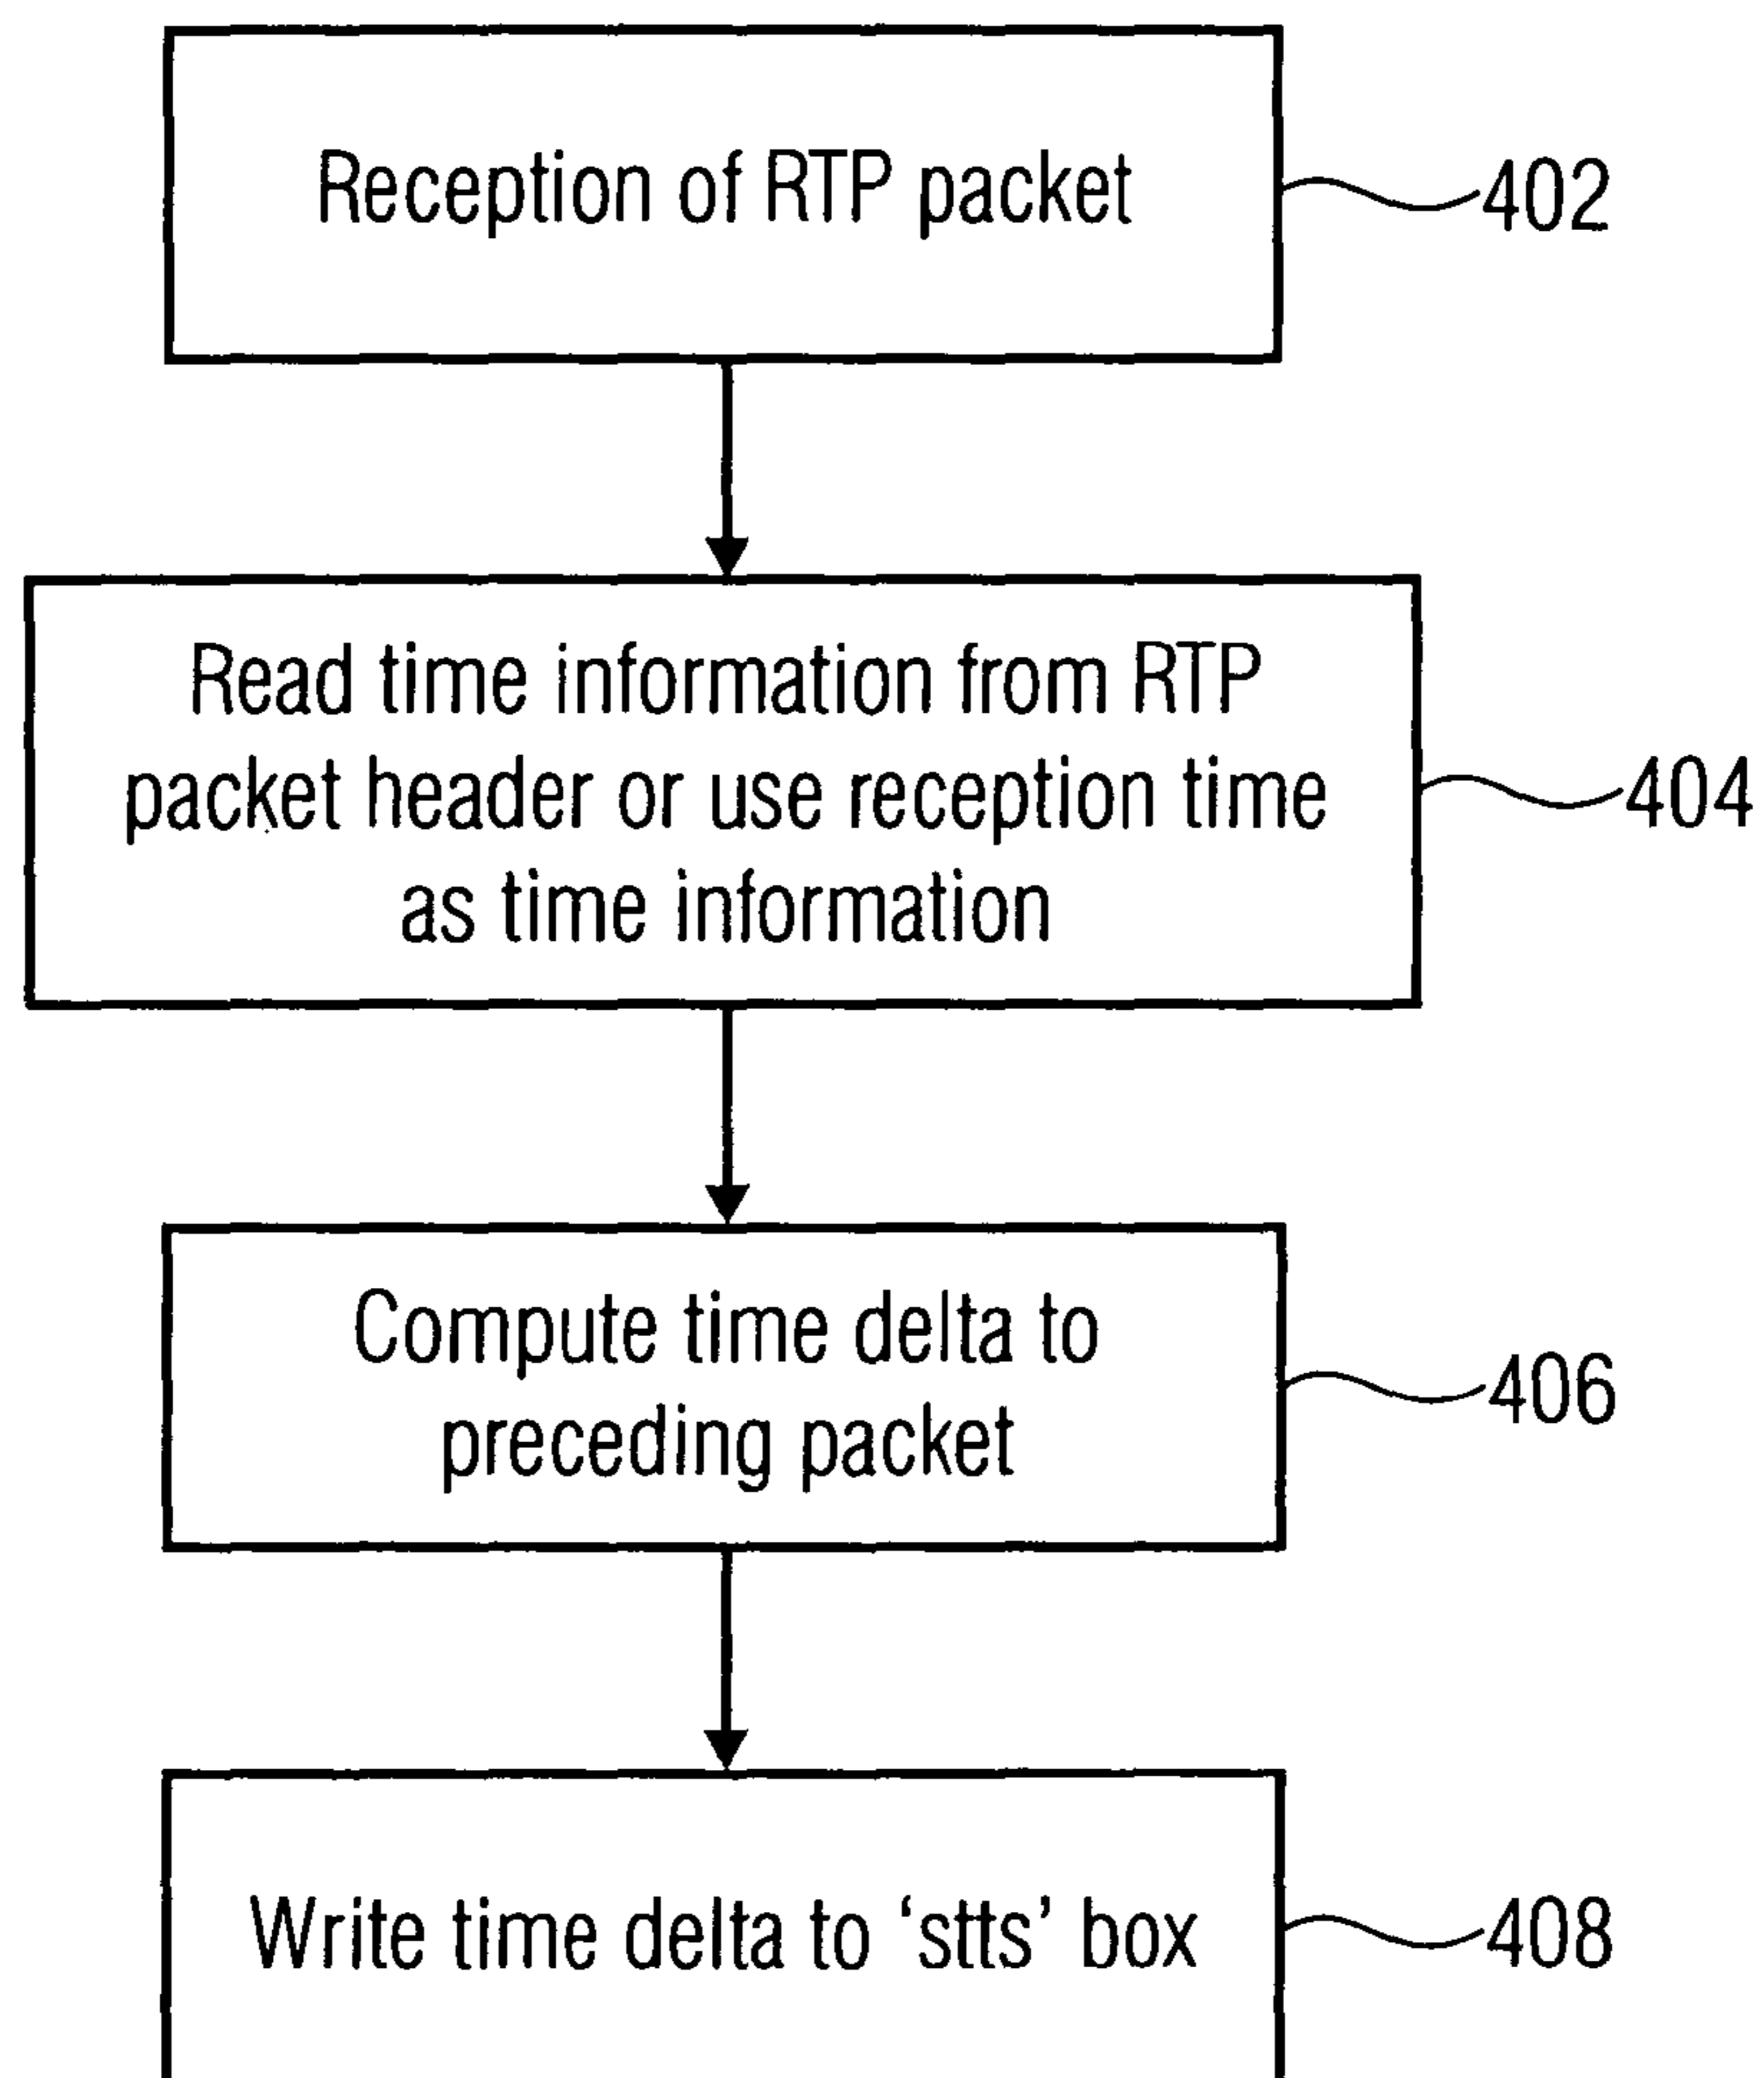 Reception of RTP packet
402
Read time information from RTP
packet header or use reception time
as time information
404
Compute time delta to
preceding packet
406
Write time delta to ‘stts’ box
408